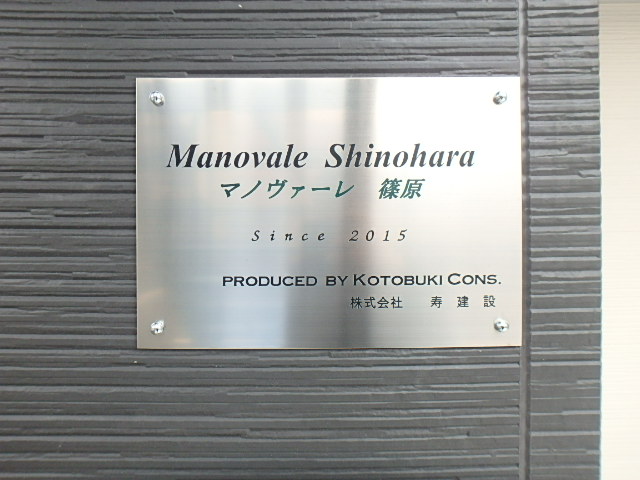 Manovale Shinohara
マノヴァーレ 篠原
Since 2015
PRODUCED BY KOTOBUKI CONS.
株式会社 寿建設